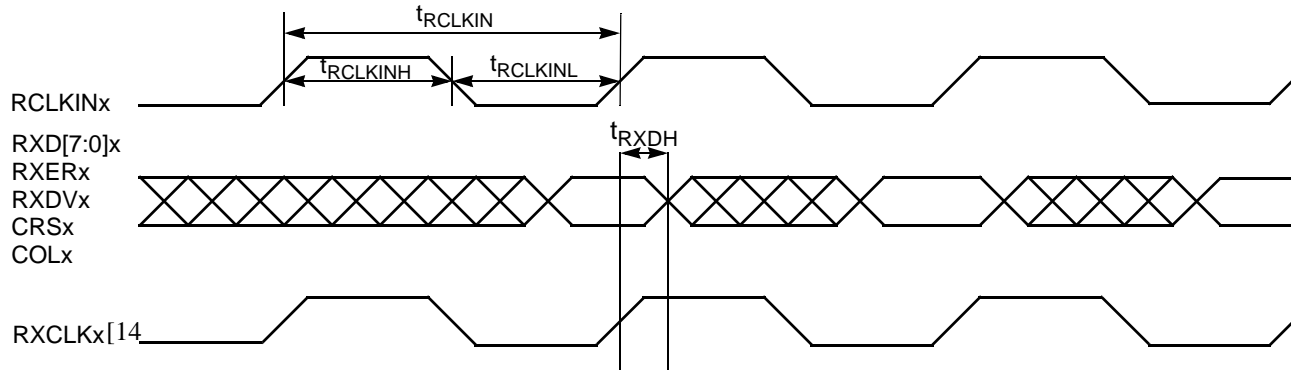 tRCLKIN
tRCLKINH tRCLKINL
RCLKINx
RXD[7:0]x
tRXDH
RXERx
RXDVx
CRSx
COLx
RXCLKx[14